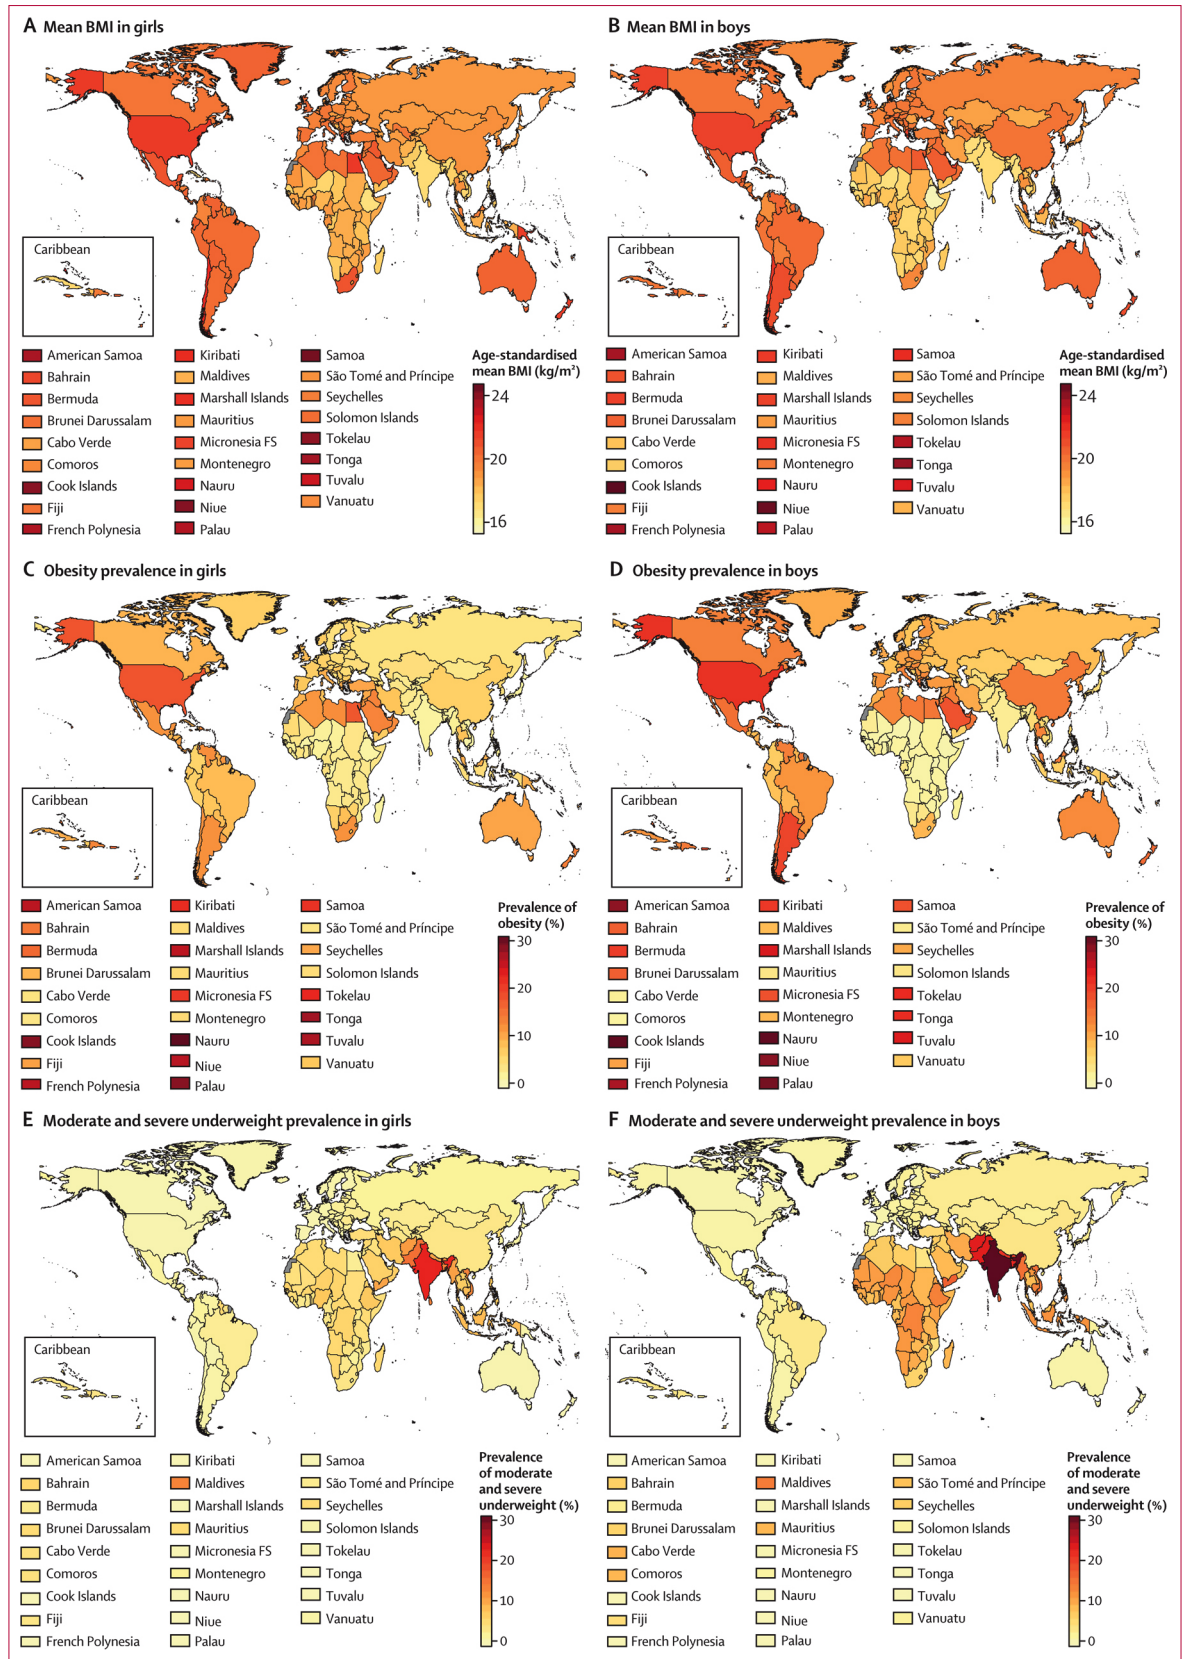 A Mean BMI in girls
Caribbean
American Samoa
Bahrain
Bermuda
Brunei Darussalam
Cabo Verde
Comoros
Cook Islands
Fiji
French Polynesia
Kiribati
Maldives
Marshall Islands
Mauritius
Micronesia FS
Montenegro
Nauru
Niue
Palau
Samoa
São Tomé and Príncipe
Seychelles
Solomon Islands
Tokelau
Tonga
Tuvalu
Vanuatu
Age-standardised
mean BMI (kg/m²)
24
20
16
B Mean BMI in boys
Caribbean
American Samoa
Bahrain
Bermuda
Brunei Darussalam
Cabo Verde
Comoros
Cook Islands
Fiji
French Polynesia
Kiribati
Maldives
Marshall Islands
Mauritius
Micronesia FS
Montenegro
Nauru
Niue
Palau
Samoa
São Tomé and Príncipe
Seychelles
Solomon Islands
Tokelau
Tonga
Tuvalu
Vanuatu
Age-standardised
mean BMI (kg/m²)
24
20
16
C Obesity prevalence in girls
Caribbean
American Samoa
Bahrain
Bermuda
Brunei Darussalam
Cabo Verde
Comoros
Cook Islands
Fiji
French Polynesia
Kiribati
Maldives
Marshall Islands
Mauritius
Micronesia FS
Montenegro
Nauru
Niue
Palau
Samoa
São Tomé and Príncipe
Seychelles
Solomon Islands
Tokelau
Tonga
Tuvalu
Vanuatu
Prevalence of
obesity (%)
30
20
10
0
D Obesity prevalence in boys
Caribbean
American Samoa
Bahrain
Bermuda
Brunei Darussalam
Cabo Verde
Comoros
Cook Islands
Fiji
French Polynesia
Kiribati
Maldives
Marshall Islands
Mauritius
Micronesia FS
Montenegro
Nauru
Niue
Palau
Samoa
São Tomé and Príncipe
Seychelles
Solomon Islands
Tokelau
Tonga
Tuvalu
Vanuatu
Prevalence of
obesity (%)
30
20
10
0
E Moderate and severe underweight prevalence in girls
Caribbean
American Samoa
Bahrain
Bermuda
Brunei Darussalam
Cabo Verde
Comoros
Cook Islands
Fiji
French Polynesia
Kiribati
Maldives
Marshall Islands
Mauritius
Micronesia FS
Montenegro
Nauru
Niue
Palau
Samoa
São Tomé and Príncipe
Seychelles
Solomon Islands
Tokelau
Tonga
Tuvalu
Vanuatu
Prevalence
of moderate
and severe
underweight (%)
30
20
10
0
F Moderate and severe underweight prevalence in boys
Caribbean
American Samoa
Bahrain
Bermuda
Brunei Darussalam
Cabo Verde
Comoros
Cook Islands
Fiji
French Polynesia
Kiribati
Maldives
Marshall Islands
Mauritius
Micronesia FS
Montenegro
Nauru
Niue
Palau
Samoa
São Tomé and Príncipe
Seychelles
Solomon Islands
Tokelau
Tonga
Tuvalu
Vanuatu
Prevalence
of moderate
and severe
underweight (%)
30
20
10
0